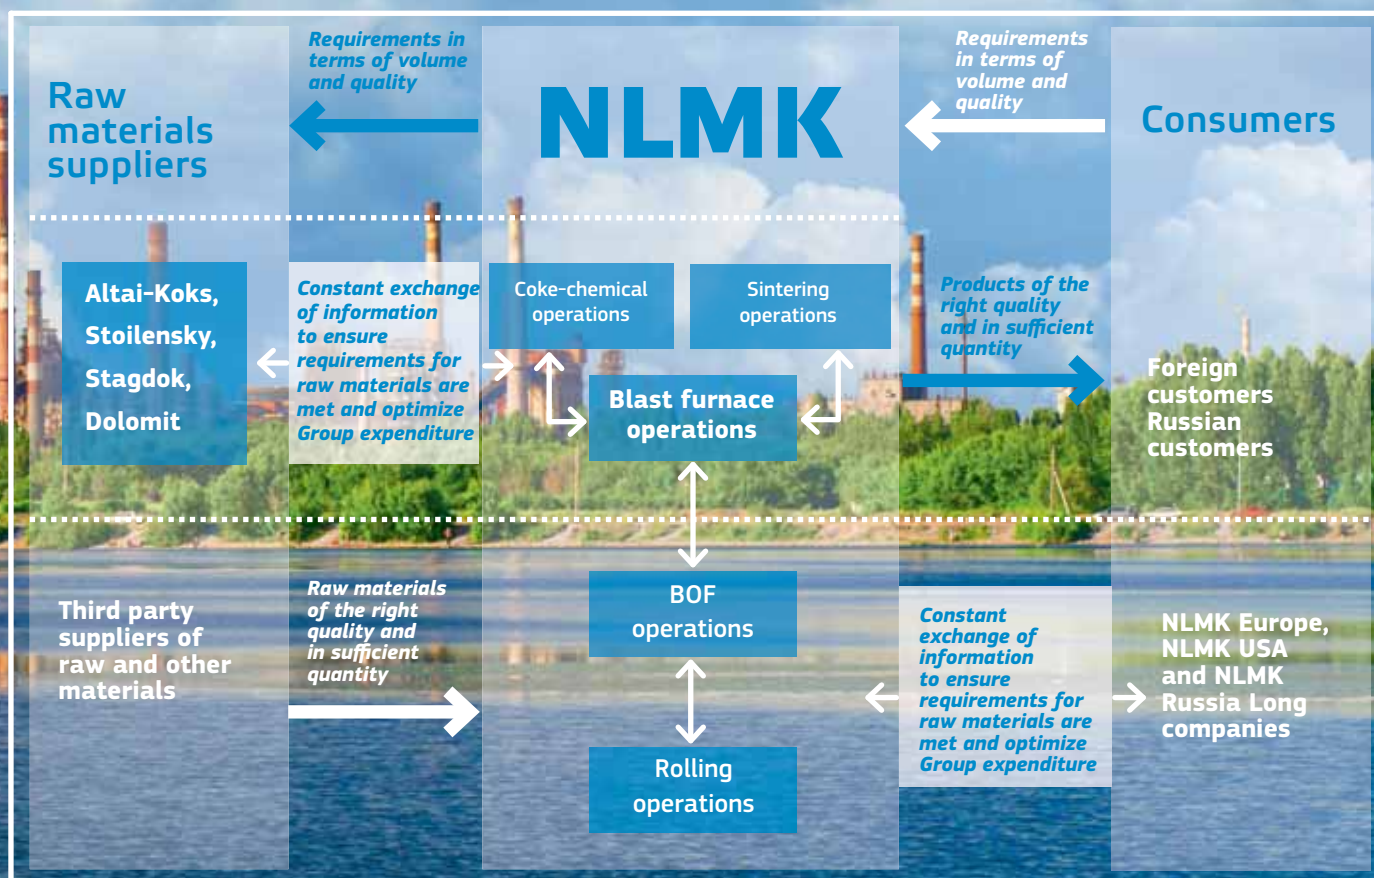 Raw
materials
suppliers
Requirements in
terms of volume
and quality
NLMK
Requirements
in terms of
volume and
quality
Consumers
Altai-Koks,
Stoilensky,
Stagdok,
Dolomit
Constant exchange
of information
to ensure
requirements for
raw materials are
met and optimize
Group expenditure
Coke-chemical
operations
Sintering
operations
Blast furnace
operations
Products of the
right quality
and in sufficient
quantity
Foreign
customers
Russian
customers
Third party
suppliers of
raw and other
materials
Raw materials
of the right
quality and
in sufficient
quantity
BOF
operations
Rolling
operations
Constant
exchange of
information
to ensure
requirements for
raw materials are
met and optimize
Group expenditure
NLMK Europe,
NLMK USA
and NLMK
Russia Long
companies